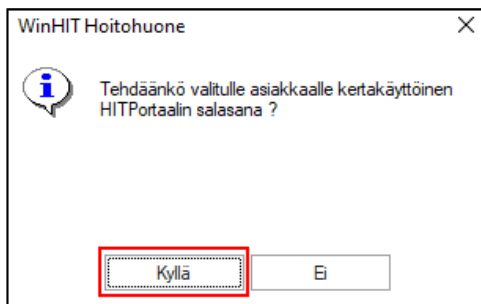 WinHIT Hoitohuone
Tehdäänkö valitulle asiakkaalle kertakäyttöinen
HITPortaalin salasana ?
Kyllä
Ei